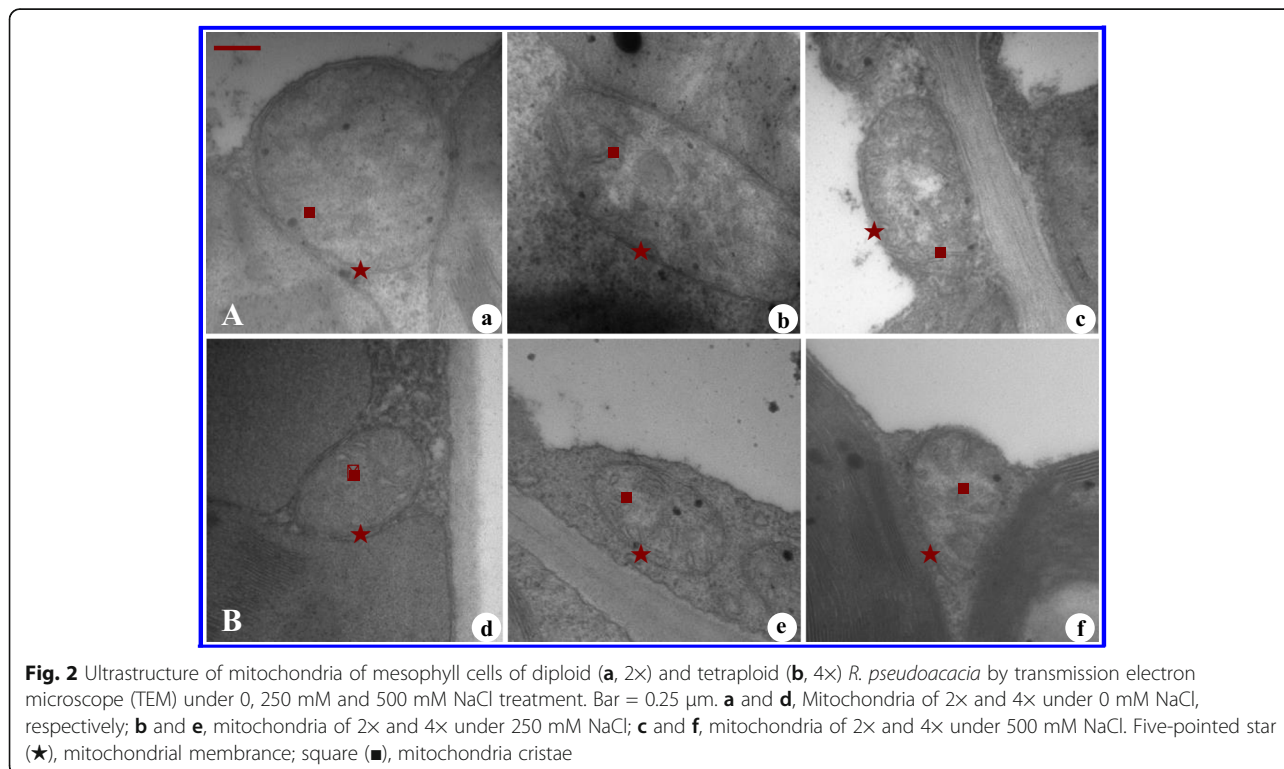 a
b
c
A
d
e
f
B
Fig. 2 Ultrastructure of mitochondria of mesophyll cells of diploid (a, 2×) and tetraploid (b, 4×) R. pseudoacacia by transmission electron
microscope (TEM) under 0, 250 mM and 500 mM NaCl treatment. Bar = 0.25 μm. a and d, Mitochondria of 2× and 4× under 0 mM NaCl,
respectively; b and e, mitochondria of 2× and 4× under 250 mM NaCl; c and f, mitochondria of 2× and 4× under 500 mM NaCl. Five-pointed star
(★), mitochondrial membrance; square (■), mitochondria cristae